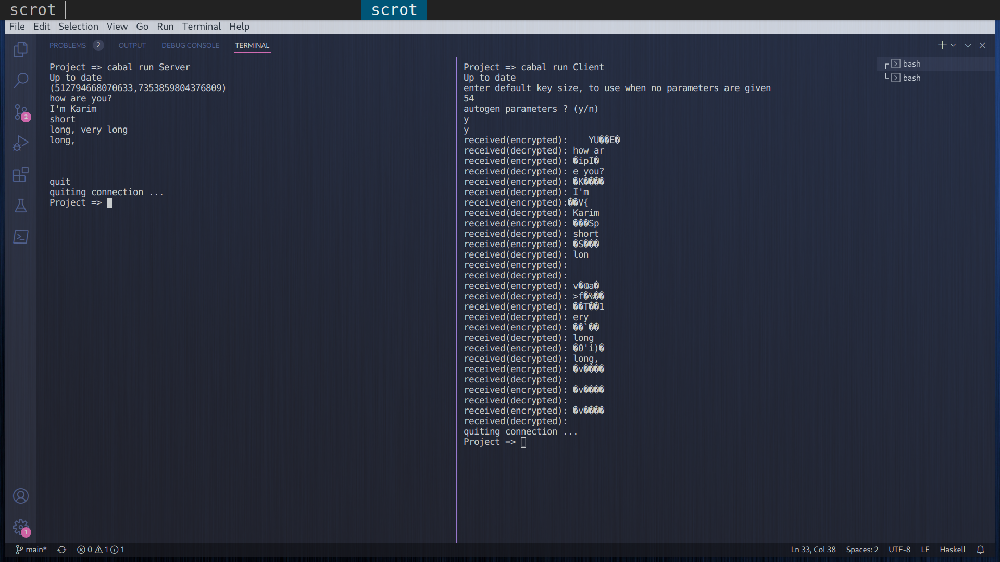 scrot
scrot
File Edit Selection View Go Run Terminal Help
PROBLEMS 2 OUTPUT DEBUG CONSOLE TERMINAL
Project => cabal run Server
Up to date
(512794668070633,7353859804376809)
how are you?
I'm Karim
short
long, very long
long,
quit
quiting connection ...
Project =>
Project => cabal run Client
Up to date
enter default key size, to use when no parameters are given
54
autogen parameters ? (y/n)
y
y
received(encrypted):    YU��E�
received(decrypted): how ar
received(encrypted): �ipI�
received(decrypted): e you?
received(encrypted): �K����
received(decrypted): I'm
received(encrypted):��V{
received(decrypted): Karim
received(encrypted): ���Sp
received(decrypted): short
received(encrypted): �S���
received(decrypted): lon
received(encrypted):
received(decrypted):
received(encrypted): v�
received(decrypted): >f�%��
received(encrypted): ��T��1
received(decrypted): ery
received(encrypted): ��`��
received(decrypted): long
received(encrypted): �0'i)�
received(decrypted): long,
received(encrypted): �v����
received(decrypted):
received(encrypted): �v����
received(decrypted):
received(encrypted): �v����
received(decrypted):
quiting connection ...
Project =>
bash
bash
2
1
main* 0 1 1 Ln 33, Col 38 Spaces: 2 UTF-8 LF Haskell